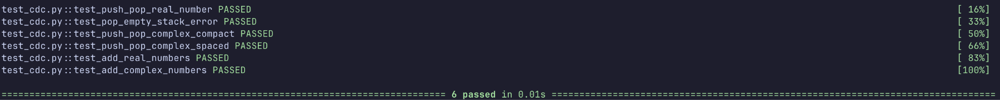 test_cdc.py::test_push_pop_real_number PASSED [ 16%]
test_cdc.py::test_pop_empty_stack_error PASSED [ 33%]
test_cdc.py::test_push_pop_complex_compact PASSED [ 50%]
test_cdc.py::test_push_pop_complex_spaced PASSED [ 66%]
test_cdc.py::test_add_real_numbers PASSED [ 83%]
test_cdc.py::test_add_complex_numbers PASSED [100%]
================================================================================ 6 passed in 0.01s ================================================================================